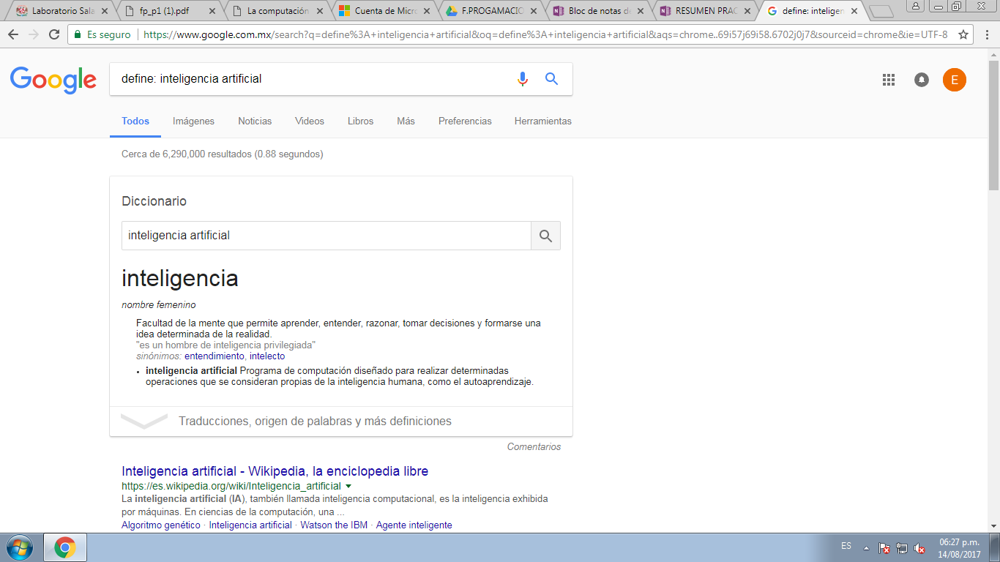 Laboratorio Sala
fp_p1 (1).pdf
La computación
Cuenta de Micro
F.PROGAMACIO
Bloc de notas de
RESUMEN PRAC
define: inteligen
Es seguro
https://www.google.com.mx/search?q=define%3A+inteligencia+artificial&oq=define%3A+inteligencia+artificial&aqs=chrome..69i57j69i58.6702j0j7&sourceid=chrome&ie=UTF-8
Google
define: inteligencia artificial
E
Todos Imágenes Noticias Videos Libros Más Preferencias Herramientas
Cerca de 6,290,000 resultados (0.88 segundos)
Diccionario
inteligencia artificial
inteligencia
nombre femenino
Facultad de la mente que permite aprender, entender, razonar, tomar decisiones y formarse una
idea determinada de la realidad.
"es un hombre de inteligencia privilegiada"
sinónimos: entendimiento, intelecto
• inteligencia artificial Programa de computación diseñado para realizar determinadas
operaciones que se consideran propias de la inteligencia humana, como el autoaprendizaje.
Traducciones, origen de palabras y más definiciones
Comentarios
Inteligencia artificial - Wikipedia, la enciclopedia libre
https://es.wikipedia.org/wiki/Inteligencia_artificial
La inteligencia artificial (IA), también llamada inteligencia computacional, es la inteligencia exhibida
por máquinas. En ciencias de la computación, una ...
Algoritmo genético · Inteligencia artificial · Watson the IBM · Agente inteligente
ES
06:27 p.m.
14/08/2017